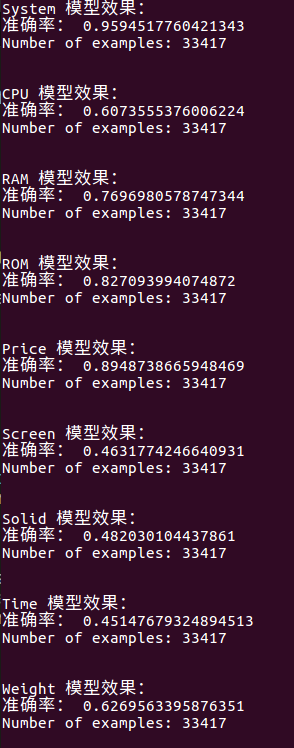 System 模型效果：
准确率： 0.9594517760421343
Number of examples: 33417
CPU 模型效果：
准确率： 0.6073555376006224
Number of examples: 33417
RAM 模型效果：
准确率： 0.7696980578747344
Number of examples: 33417
ROM 模型效果：
准确率： 0.827093994074872
Number of examples: 33417
Price 模型效果：
准确率： 0.8948738665948469
Number of examples: 33417
Screen 模型效果：
准确率： 0.4631774246640931
Number of examples: 33417
Solid 模型效果：
准确率： 0.482030104437861
Number of examples: 33417
Time 模型效果：
准确率： 0.45147679324894513
Number of examples: 33417
Weight 模型效果：
准确率： 0.6269563395876351
Number of examples: 33417